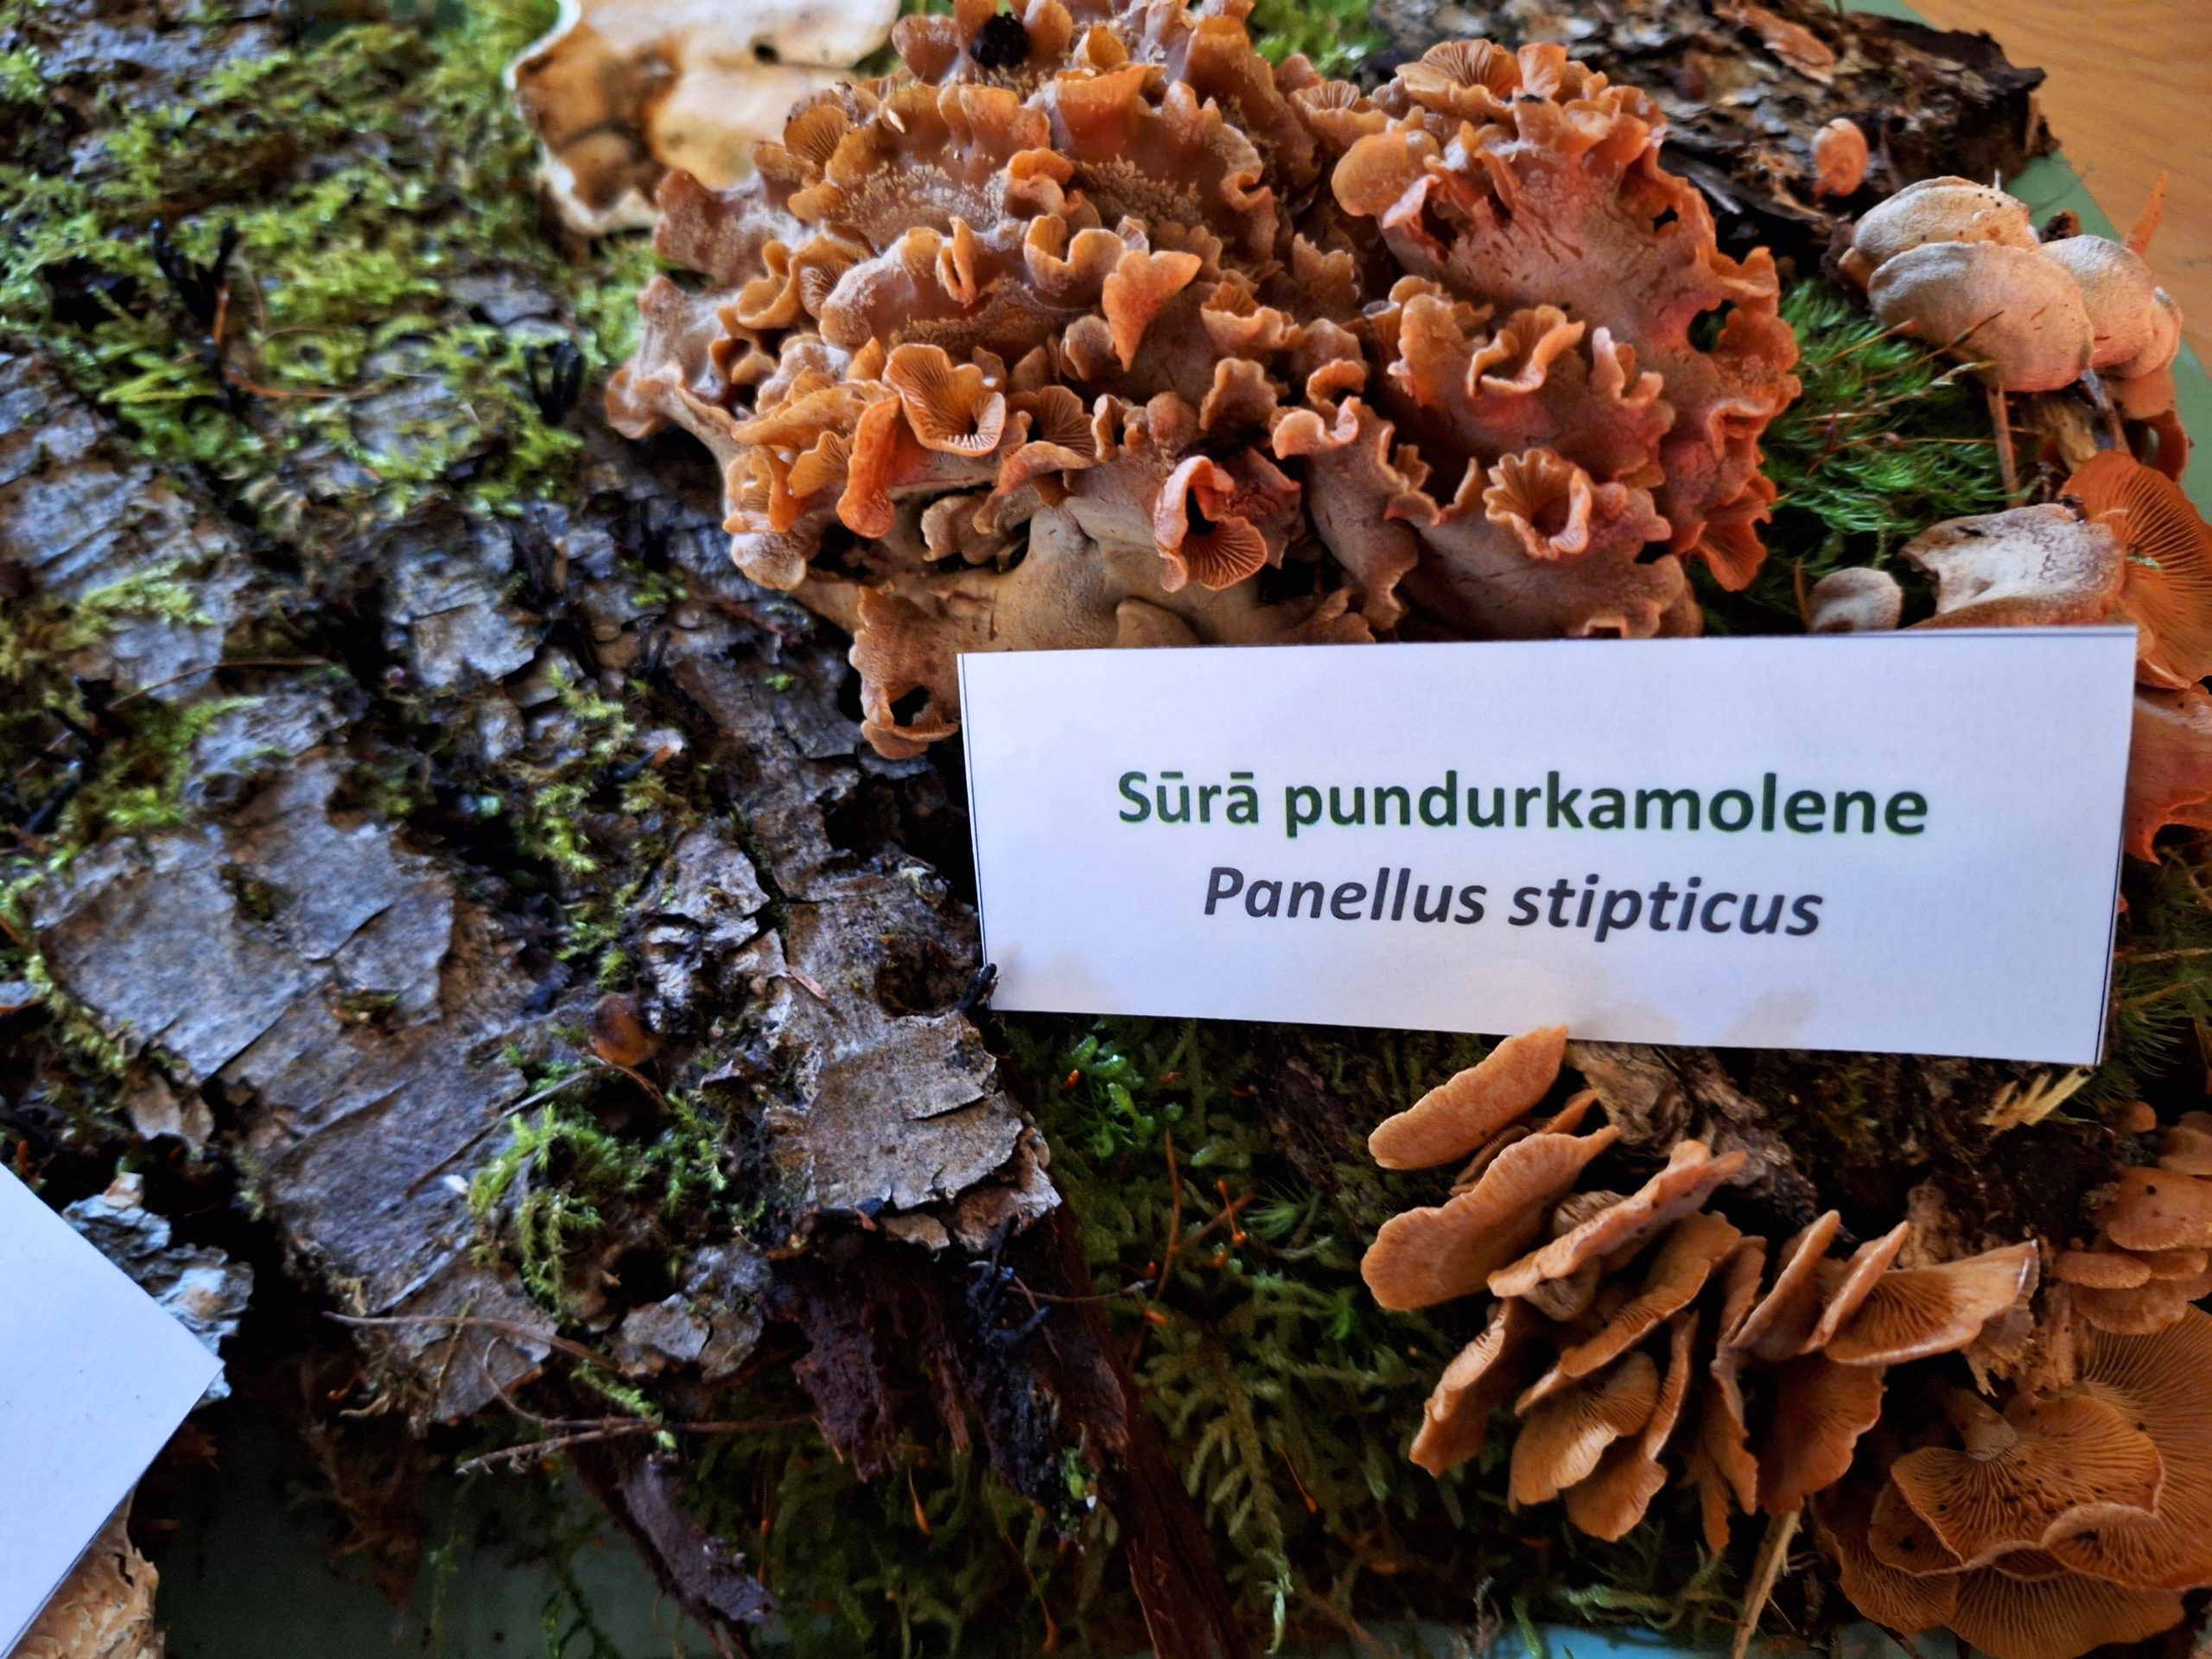 Sūrā pundurkamolene
Panellus stipticus